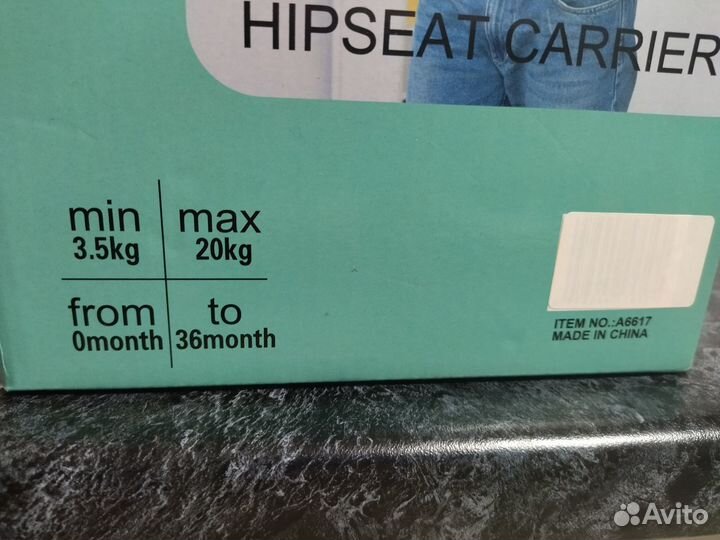 HIPSEAT CARRIER
min max
3.5kg 20kg
from to
0month 36month
ITEM NO.:A6617
MADE IN CHINA
Avito